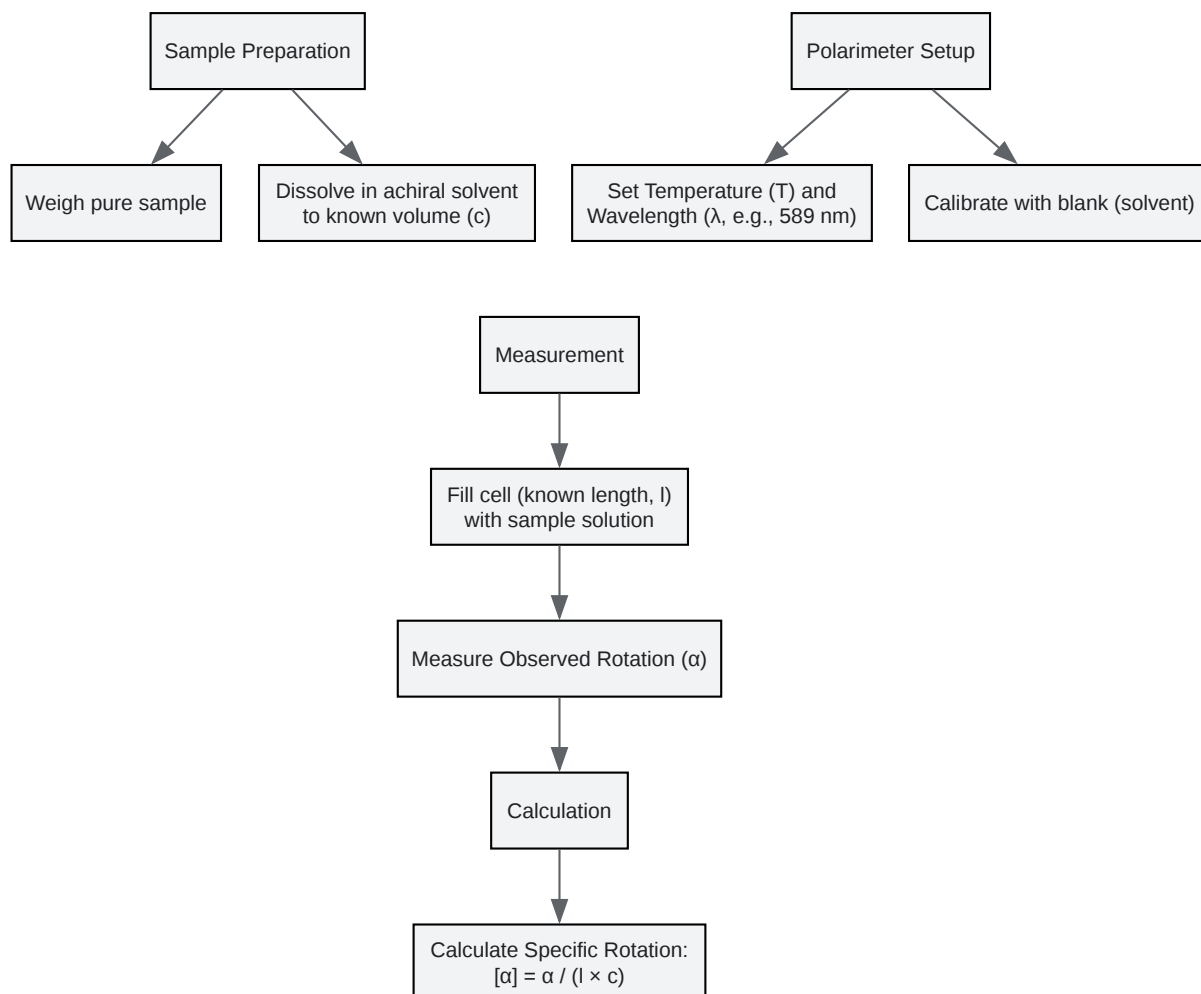 Sample Preparation
Polarimeter Setup
Weigh pure sample
Dissolve in achiral solvent
to known volume (c)
Set Temperature (T) and
Wavelength (λ, e.g., 589 nm)
Calibrate with blank (solvent)
Measurement
Fill cell (known length, l)
with sample solution
Measure Observed Rotation (α)
Calculation
Calculate Specific Rotation:
[α] = α / (l × c)